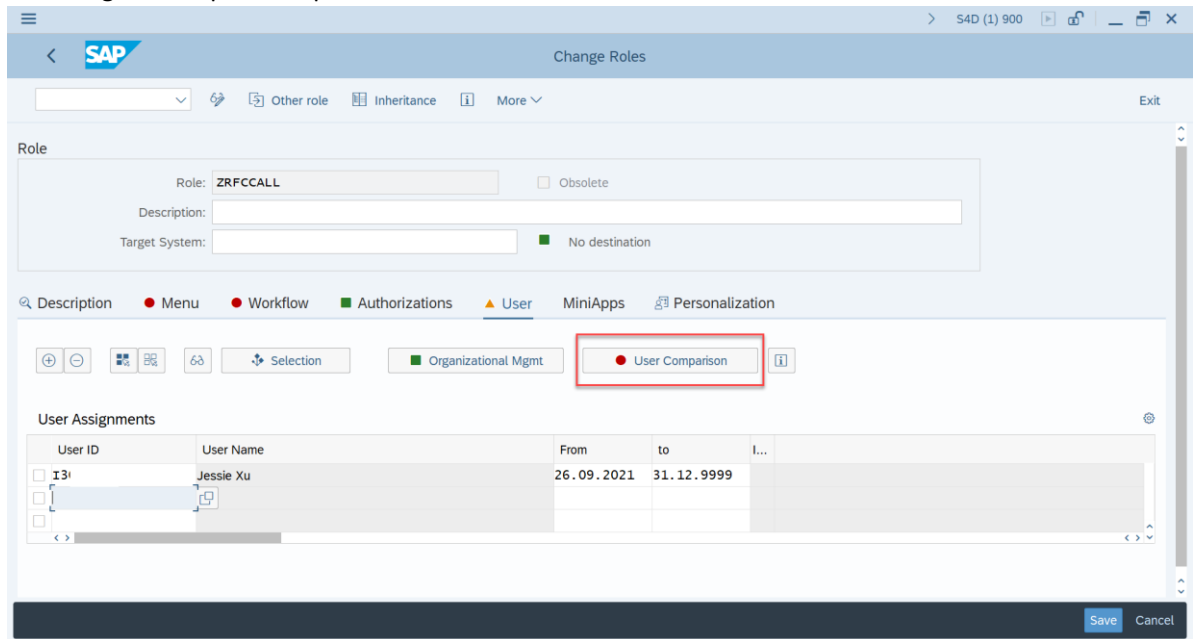 S4D (1) 900
SAP
Change Roles
Other role Inheritance More Exit
Role
Role: ZRFCCALL Obsolete
Description:
Target System: No destination
Description Menu Workflow Authorizations User MiniApps Personalization
Selection Organizational Mgmt User Comparison
User Assignments
User ID User Name From to I...
Jessie Xu 26.09.2021 31.12.9999
Save Cancel